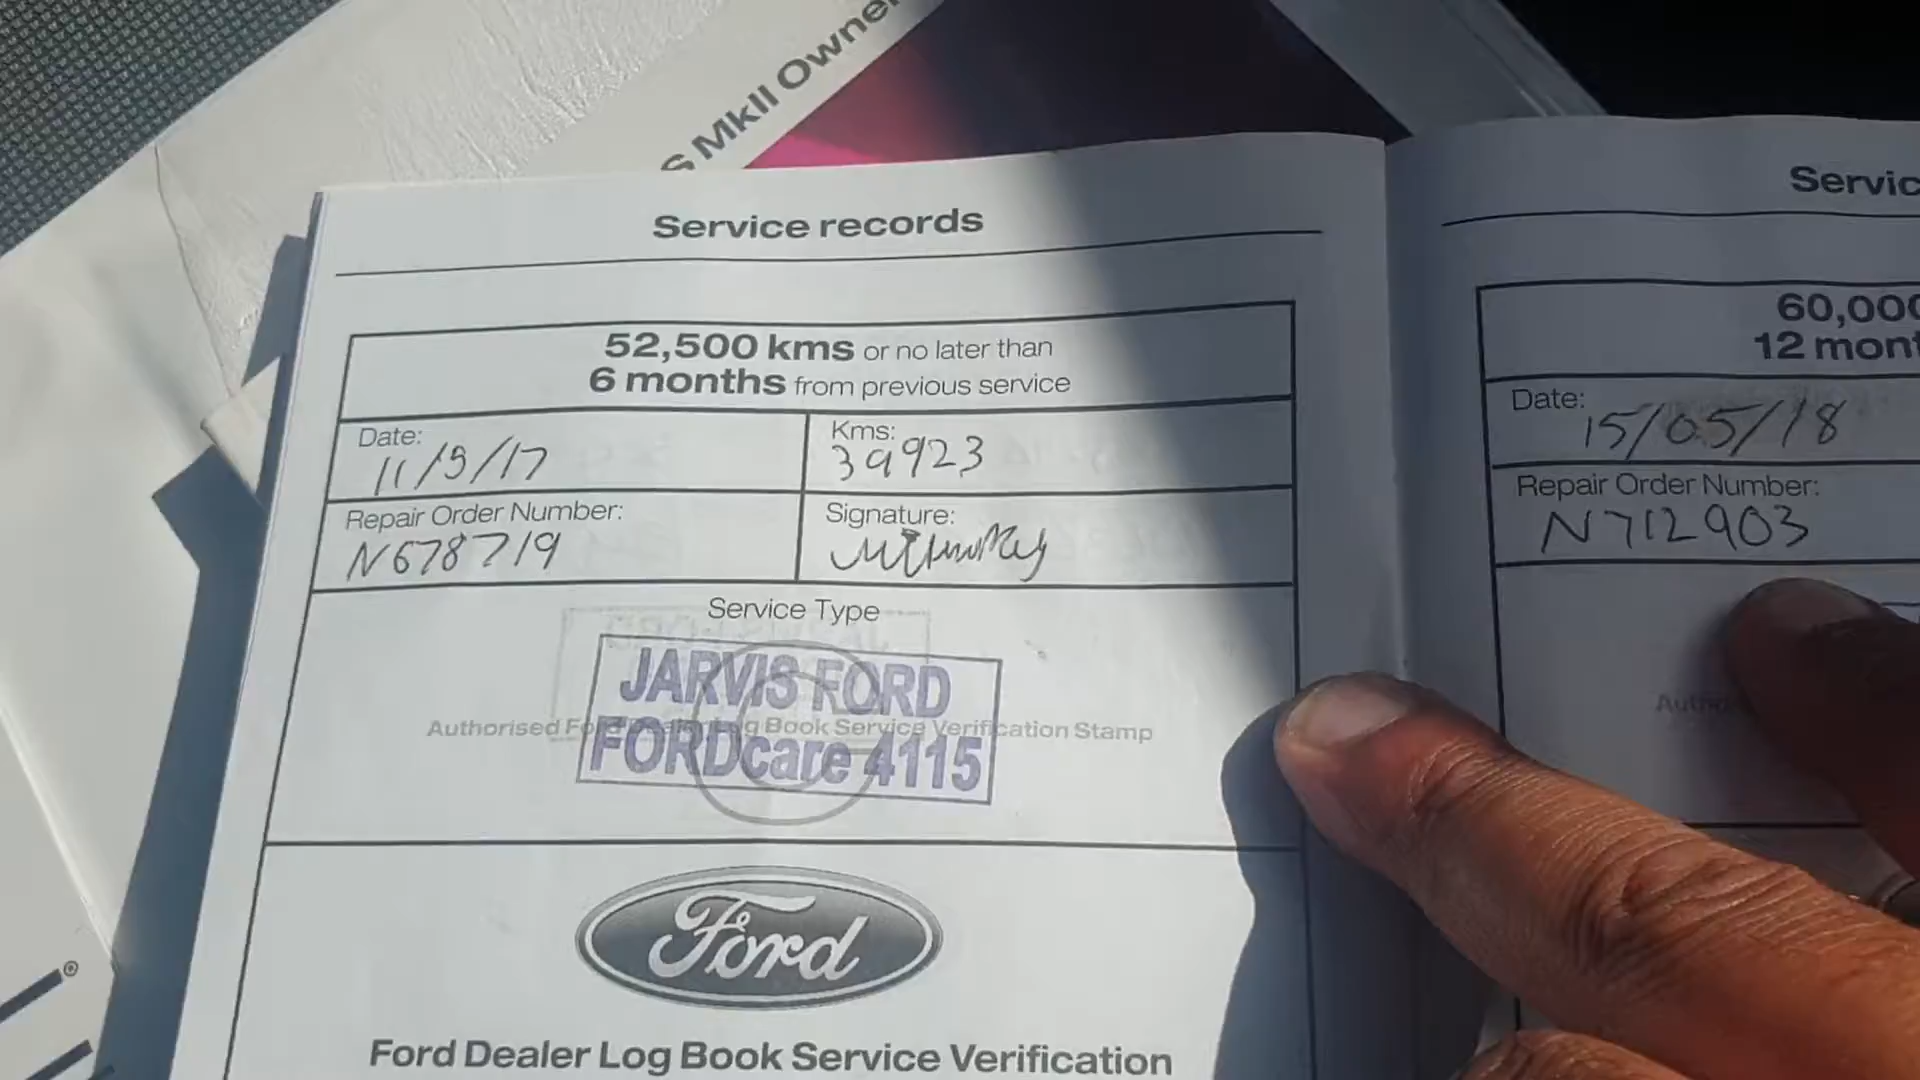 S MkII Owner
Service records
52,500 kms or no later than
6 months from previous service
Date:
11/9/17
Kms:
39923
Repair Order Number:
N678719
Signature:
Service Type
JARVIS FORD
Authorised Ford Dealer Log Book Service Verification Stamp
FORDcare 4115
Ford
Ford Dealer Log Book Service Verification
®
Servic
60,000
12 mont
Date:
15/05/18
Repair Order Number:
N712903
Autho